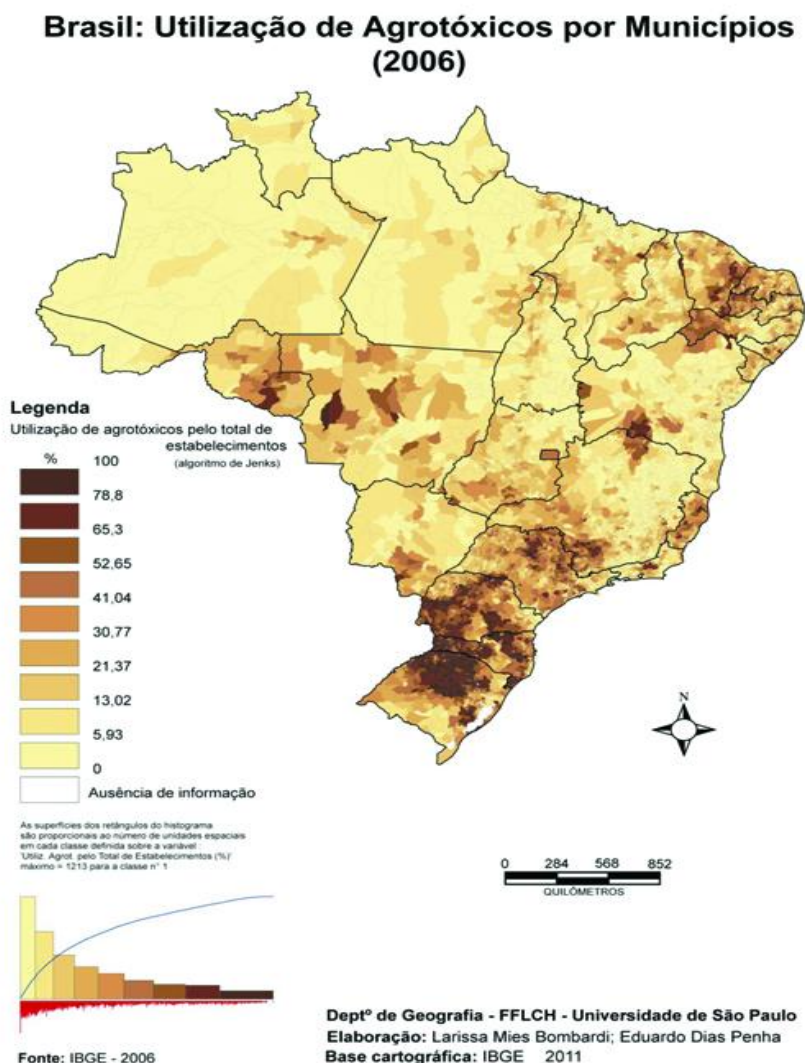 Brasil: Utilização de Agrotóxicos por Municípios
(2006)
Legenda
Utilização de agrotóxicos pelo total de
estabelecimentos
(algoritmo de Jenks)
%
100
78,8
65,3
52,65
41,04
30,77
21,37
13,02
5,93
0
Ausência de informação
As superfícies dos retângulos do histograma
são proporcionais ao número de unidades espaciais
em cada classe definida sobre a variável :
'Utiliz. Agrot. pelo Total de Estabelecimentos (%)'
máximo = 1213 para a classe n° 1
N
0 284 568 852
QUILÔMETROS
Deptº de Geografia - FFLCH - Universidade de São Paulo
Elaboração: Larissa Mies Bombardi; Eduardo Dias Penha
Fonte: IBGE - 2006
Base cartográfica: IBGE 2011